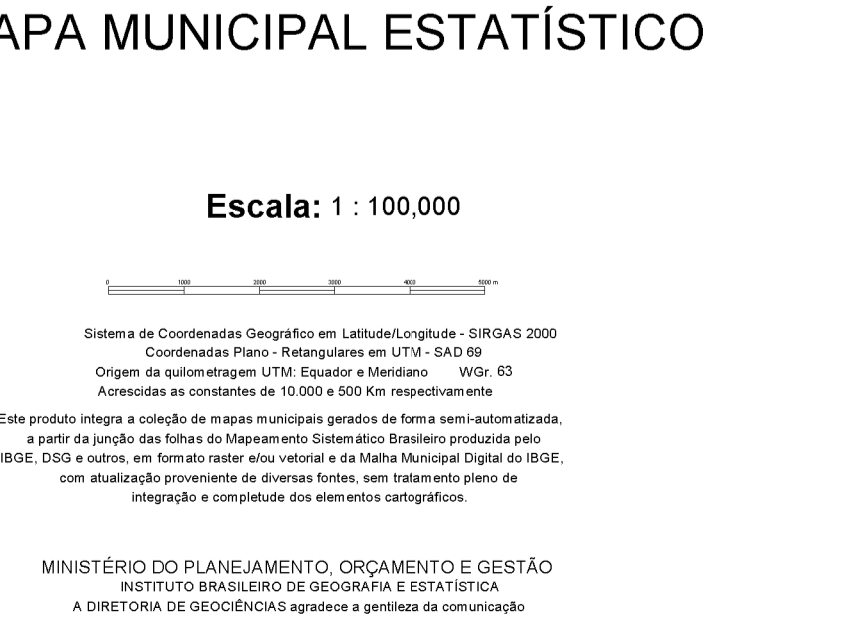 APA MUNICIPAL ESTATÍSTICO
Escala: 1 : 100,000
0 1000 2000 3000 4000 5000 m
Sistema de Coordenadas Geográfico em Latitude/Longitude - SIRGAS 2000
Coordenadas Plano - Retangulares em UTM - SAD 69
Origem da quilometragem UTM: Equador e Meridiano WGr. 63
Acrescidas as constantes de 10.000 e 500 Km respectivamente
Este produto integra a coleção de mapas municipais gerados de forma semi-automatizada,
a partir da junção das folhas do Mapeamento Sistemático Brasileiro produzida pelo
IBGE, DSG e outros, em formato raster e/ou vetorial e da Malha Municipal Digital do IBGE,
com atualização proveniente de diversas fontes, sem tratamento pleno de
integração e completude dos elementos cartográficos.
MINISTÉRIO DO PLANEJAMENTO, ORÇAMENTO E GESTÃO
INSTITUTO BRASILEIRO DE GEOGRAFIA E ESTATÍSTICA
A DIRETORIA DE GEOCIÊNCIAS agradece a gentileza da comunicação